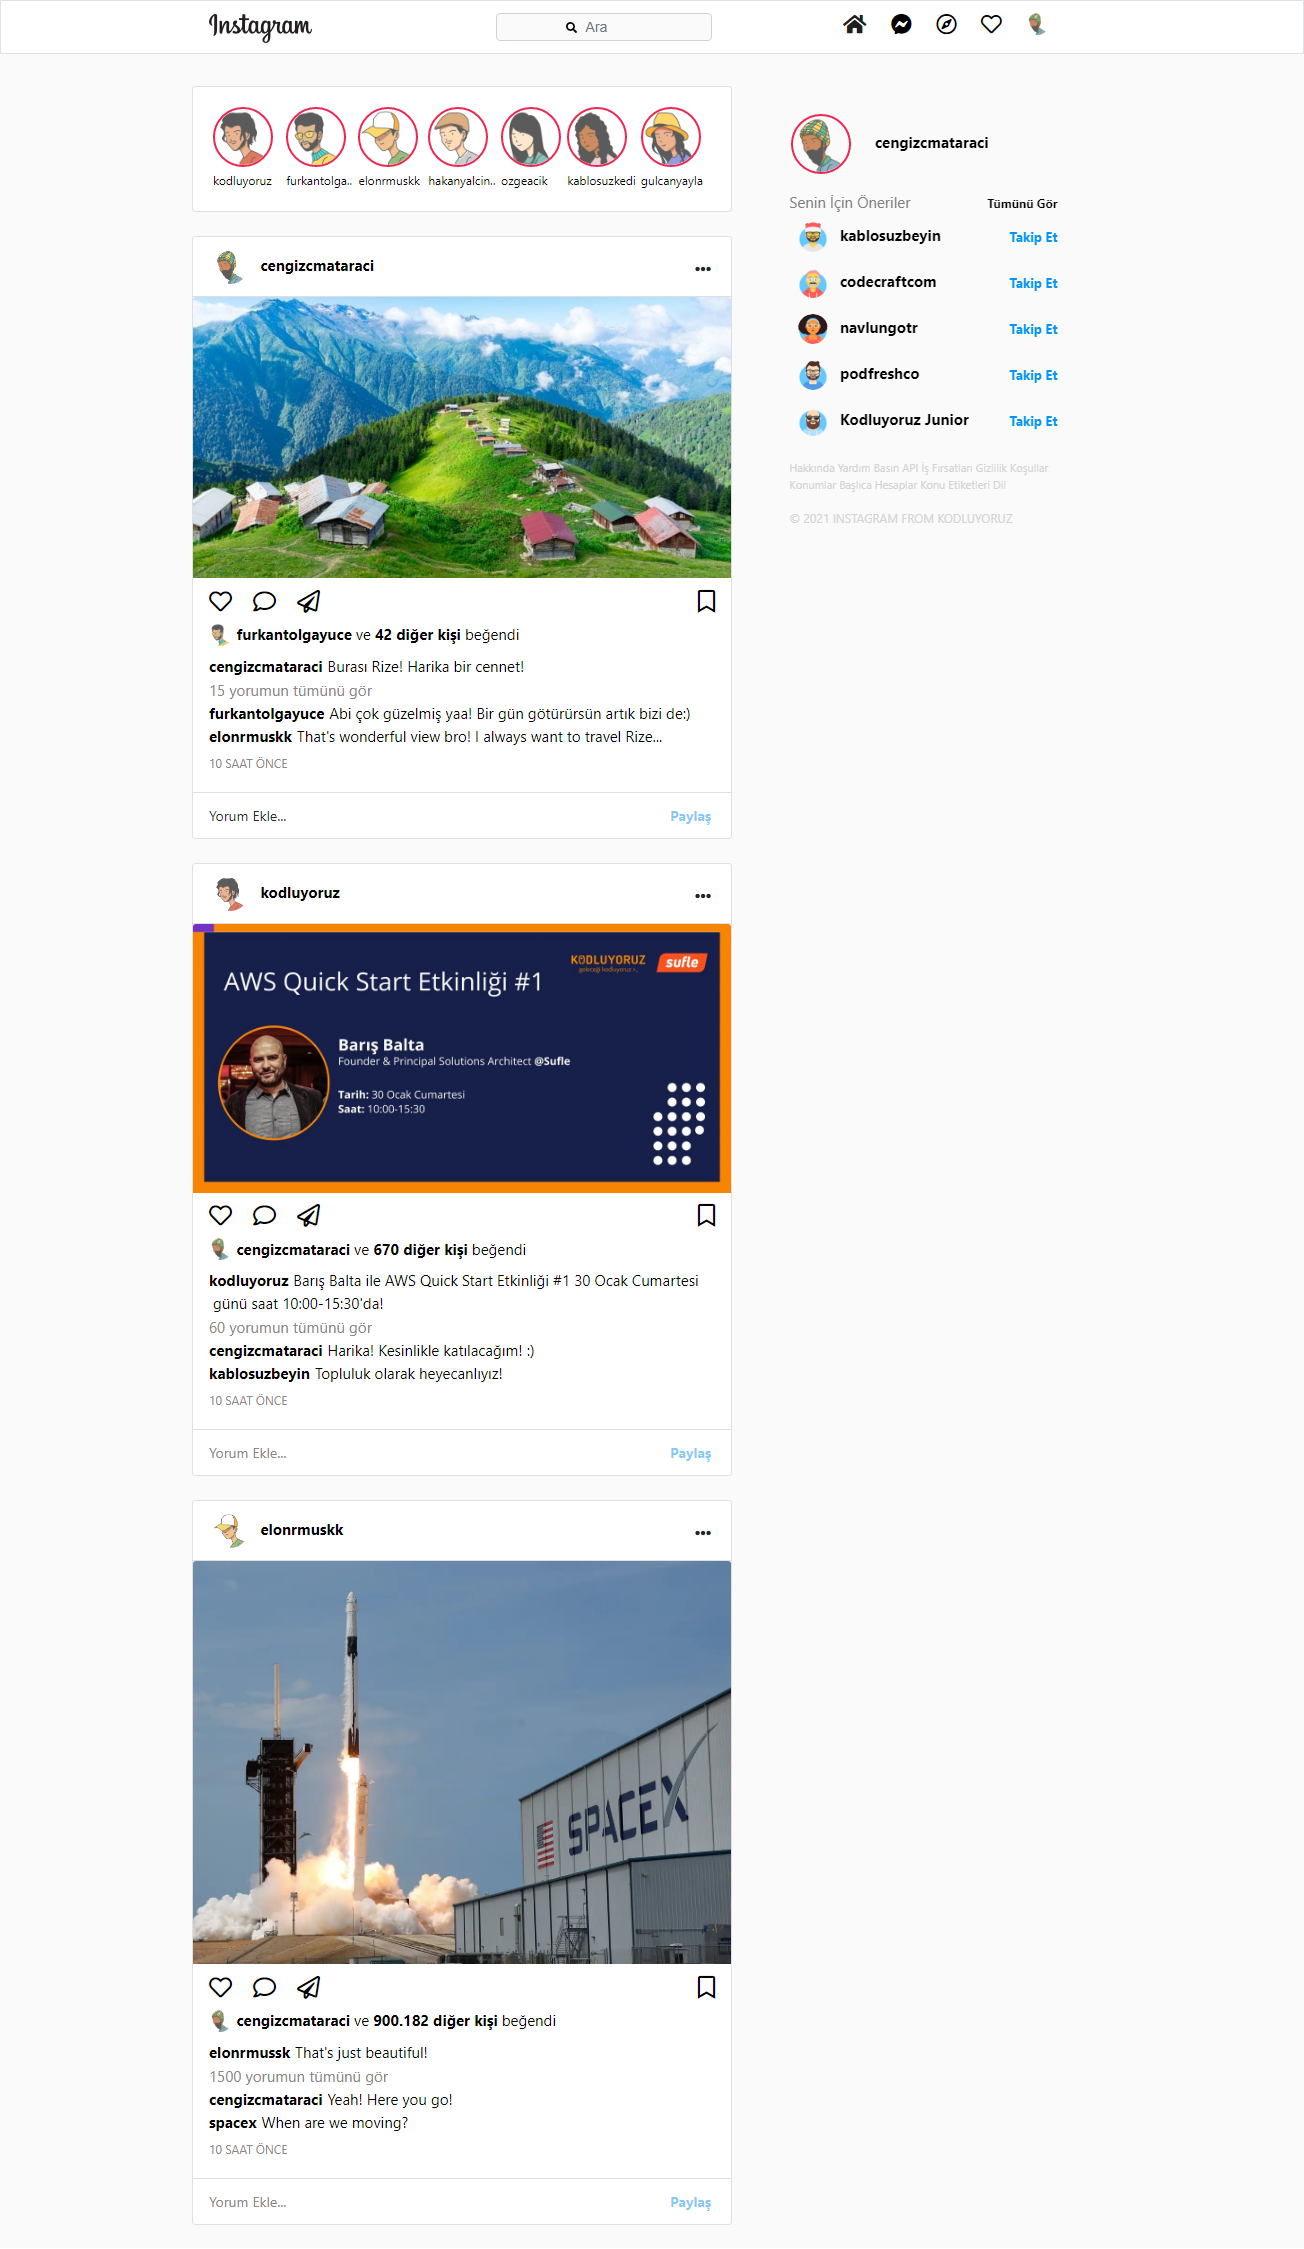 Instagram
Ara
kodluyoruz furkantolga.. elonrmuskk hakanyalcin.. ozgeacik kablosuzkedi gulcanyayla
cengizcmataraci
Senin İçin Öneriler Tümünü Gör
kablosuzbeyin Takip Et
codecraftcom Takip Et
navlungotr Takip Et
podfreshco Takip Et
Kodluyoruz Junior Takip Et
Hakkında Yardım Basın API İş Fırsatları Gizlilik Koşullar
Konumlar Başlıca Hesaplar Konu Etiketleri Dil
© 2021 INSTAGRAM FROM KODLUYORUZ
cengizcmataraci
furkantolgayuce ve 42 diğer kişi beğendi
cengizcmataraci Burası Rize! Harika bir cennet!
15 yorumun tümünü gör
furkantolgayuce Abi çok güzelmiş yaa! Bir gün götürürsün artık bizi de:)
elonrmuskk That's wonderful view bro! I always want to travel Rize...
10 SAAT ÖNCE
Yorum Ekle... Paylaş
kodluyoruz
KODLUYORUZ sufle
geleceği kodluyoruz >_
AWS Quick Start Etkinliği #1
Barış Balta
Founder & Principal Solutions Architect @Sufle
Tarih: 30 Ocak Cumartesi
Saat: 10:00-15:30
cengizcmataraci ve 670 diğer kişi beğendi
kodluyoruz Barış Balta ile AWS Quick Start Etkinliği #1 30 Ocak Cumartesi
günü saat 10:00-15:30'da!
60 yorumun tümünü gör
cengizcmataraci Harika! Kesinlikle katılacağım! :)
kablosuzbeyin Topluluk olarak heyecanlıyız!
10 SAAT ÖNCE
Yorum Ekle... Paylaş
elonrmuskk
SPACEX
cengizcmataraci ve 900.182 diğer kişi beğendi
elonrmussk That's just beautiful!
1500 yorumun tümünü gör
cengizcmataraci Yeah! Here you go!
spacex When are we moving?
10 SAAT ÖNCE
Yorum Ekle... Paylaş